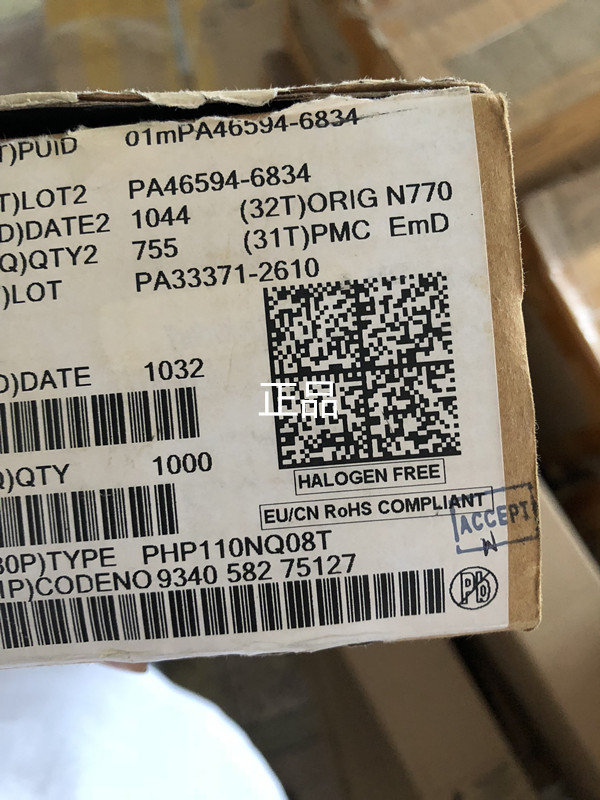 T)PUID 01mPA46594-6834
T)LOT2 PA46594-6834
D)DATE2 1044 (32T)ORIG N770
Q)QTY2 755 (31T)PMC EmD
)LOT PA33371-2610
D)DATE 1032
正品
Q)QTY 1000
HALOGEN FREE
EU/CN RoHS COMPLIANT
ACCEPT
30P)TYPE PHP110NQ08T
1P)CODENO 9340 582 75127
Pb